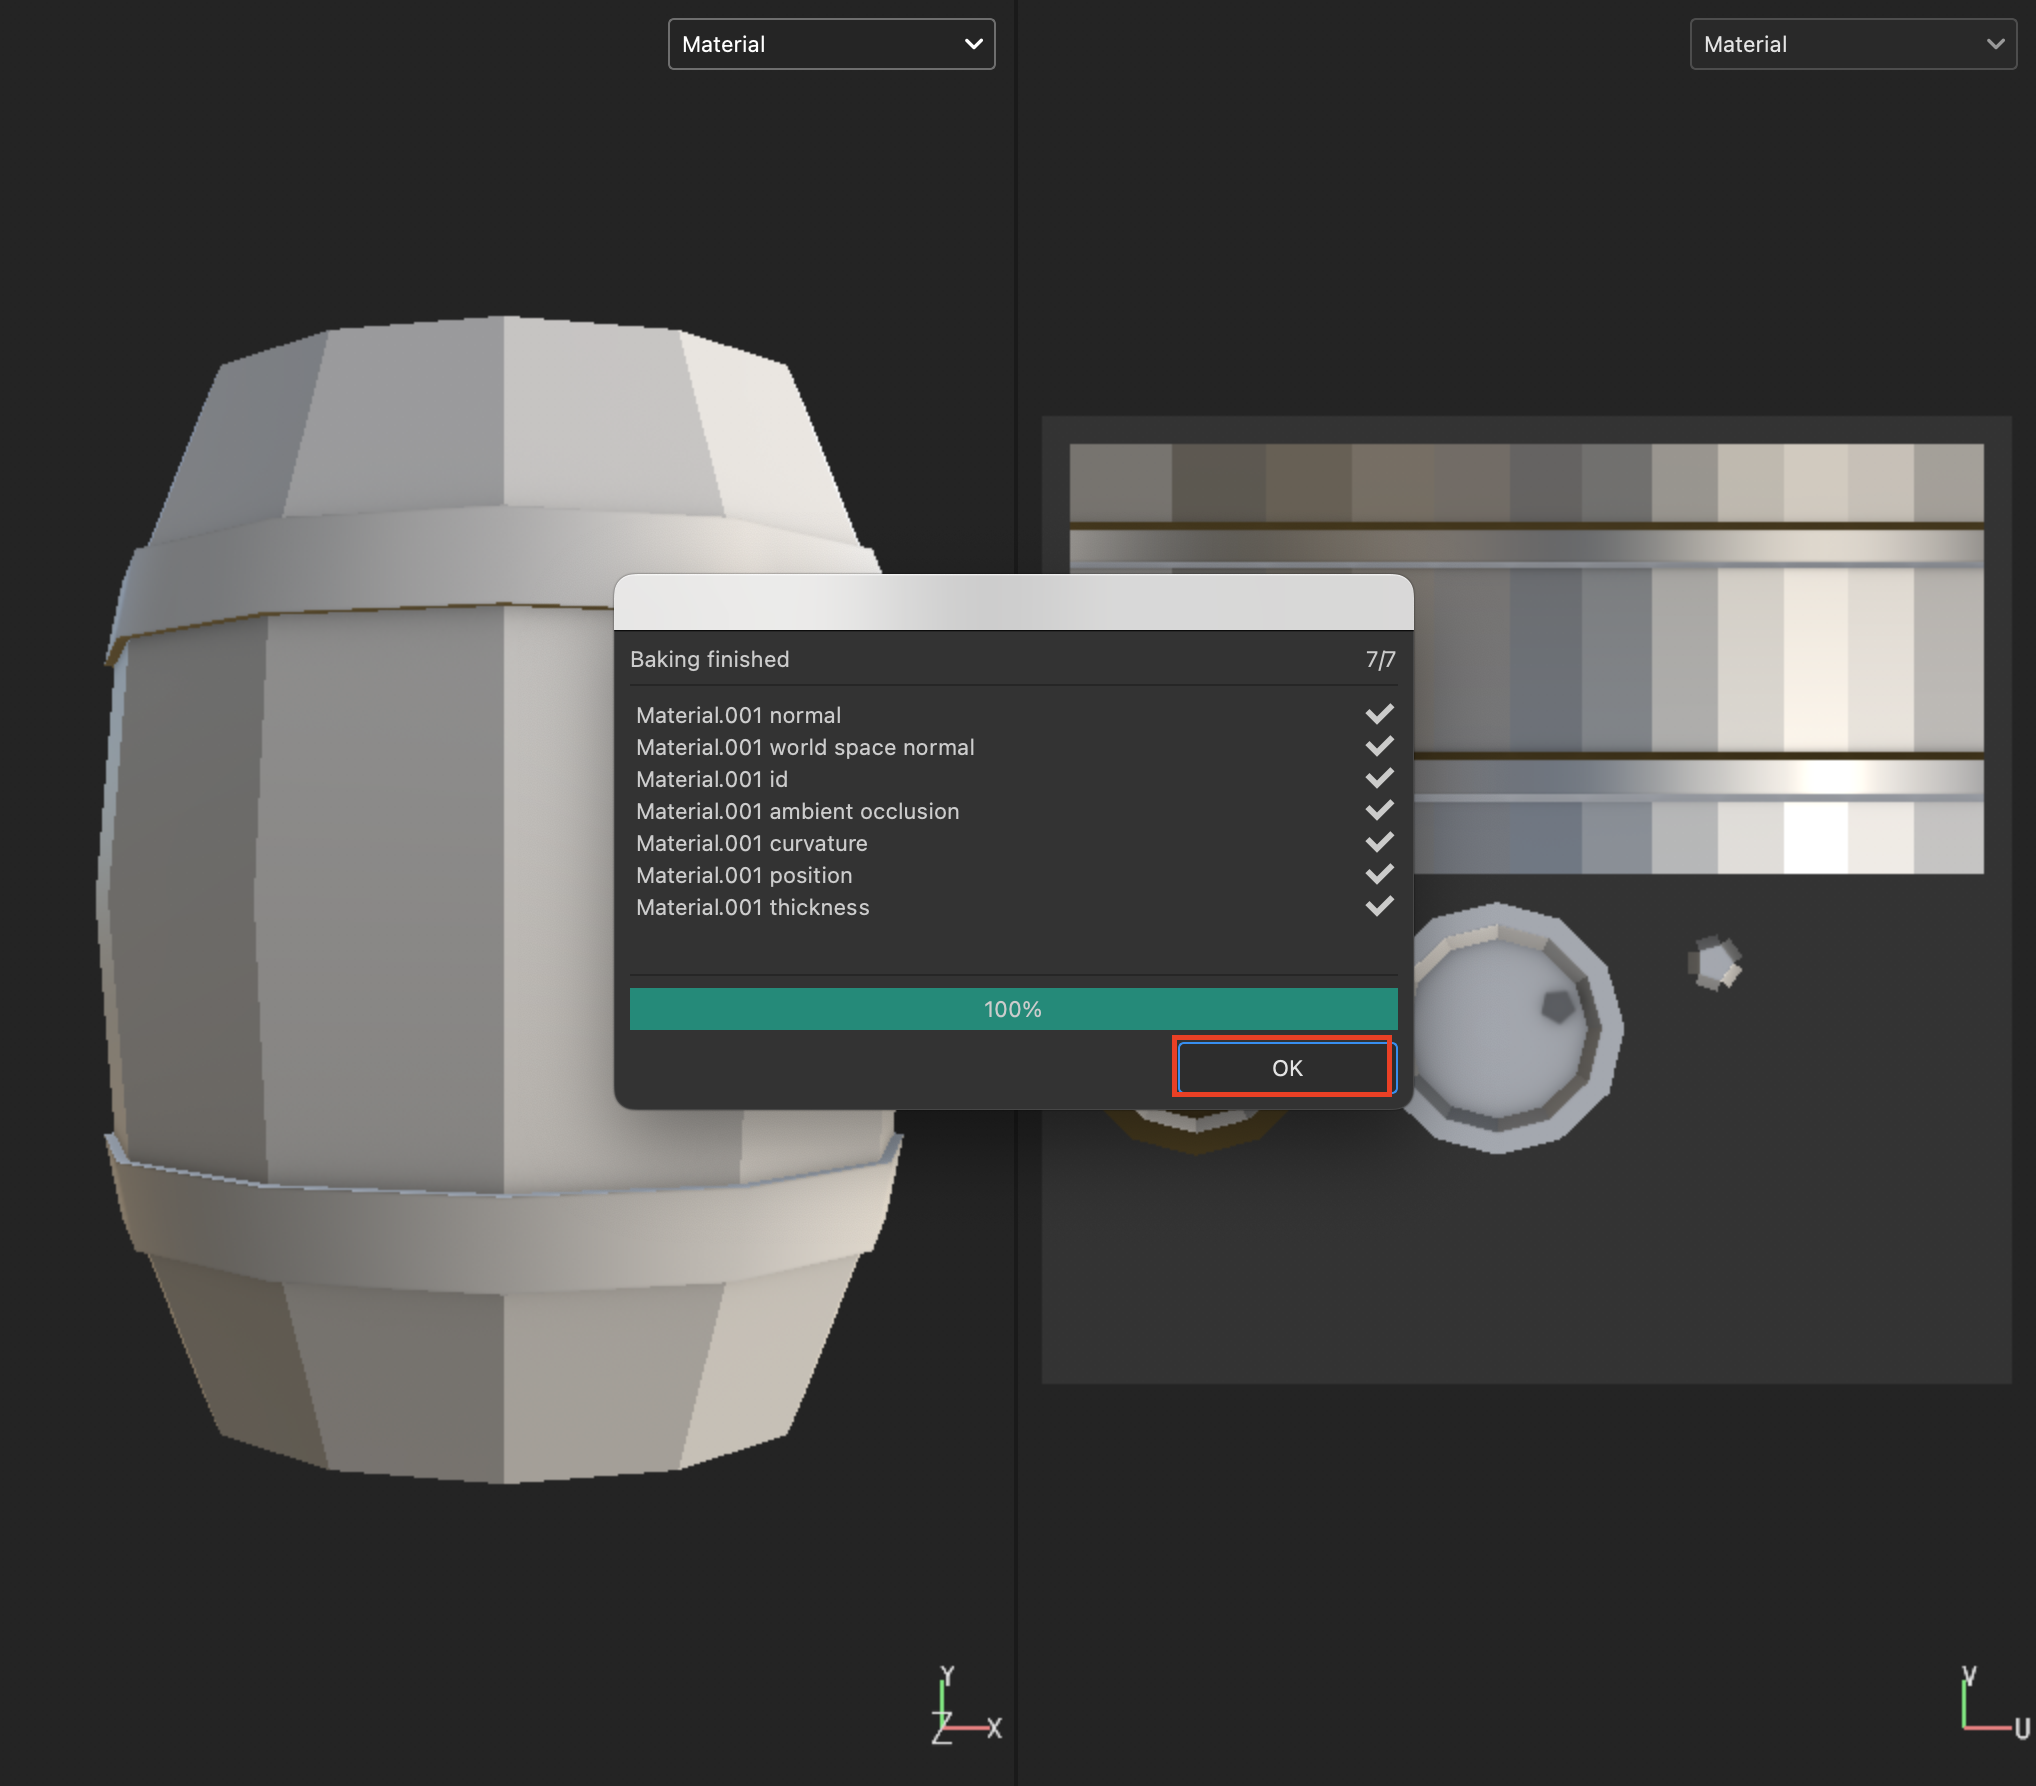 Material
Material
Baking finished 7/7
Material.001 normal
Material.001 world space normal
Material.001 id
Material.001 ambient occlusion
Material.001 curvature
Material.001 position
Material.001 thickness
100%
OK
Y
Z X
V
U